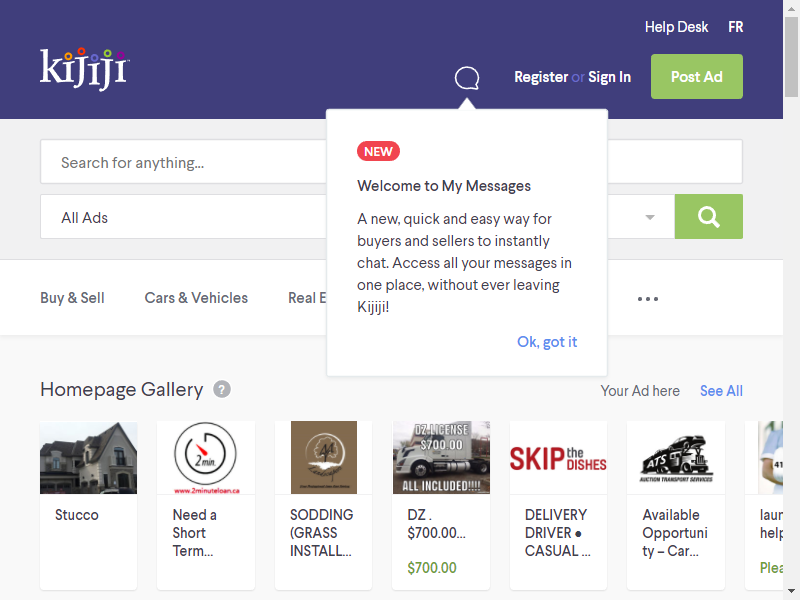 Help Desk FR
kijiji
Register or Sign In
Post Ad
NEW
Search for anything...
Welcome to My Messages
All Ads
A new, quick and easy way for
buyers and sellers to instantly
chat. Access all your messages in
one place, without ever leaving
Kijiji!
Buy & Sell Cars & Vehicles Real E
Ok, got it
Homepage Gallery ?
Your Ad here See All
2 min.
www.2minuteloan.ca
DZ LICENSE
$700.00
ALL INCLUDED!!!!
SKIP the
DISHES
ATS
AUCTION TRANSPORT SERVICES
41
Stucco
Need a
Short
Term...
SODDING
(GRASS
INSTALL...
DZ .
$700.00...
$700.00
DELIVERY
DRIVER ●
CASUAL ...
Available
Opportuni
ty – Car...
laun
help
Plea